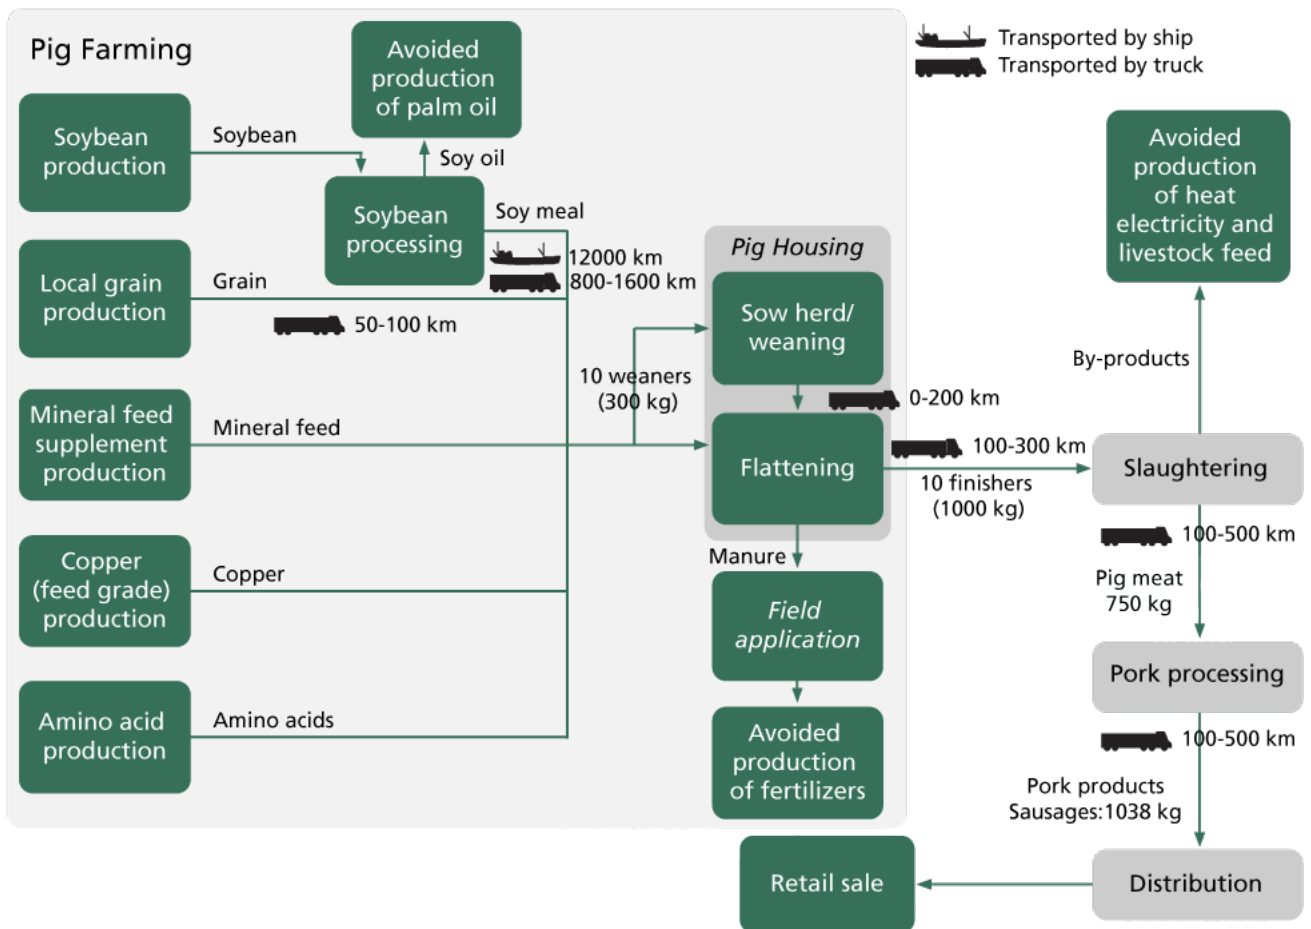 Pig Farming
Transported by ship
Transported by truck
Avoided
production
of palm oil
Soybean
production
Soybean
Soy oil
Soybean
processing
Soy meal
12000 km
800-1600 km
Local grain
production
Grain
50-100 km
Pig Housing
Sow herd/
weaning
10 weaners
(300 kg)
0-200 km
Mineral feed
supplement
production
Mineral feed
Flattening
100-300 km
10 finishers
(1000 kg)
Avoided
production
of heat
electricity and
livestock feed
By-products
Slaughtering
100-500 km
Pig meat
750 kg
Copper
(feed grade)
production
Copper
Manure
Field
application
Pork processing
100-500 km
Amino acid
production
Amino acids
Avoided
production
of fertilizers
Pork products
Sausages:1038 kg
Retail sale
Distribution